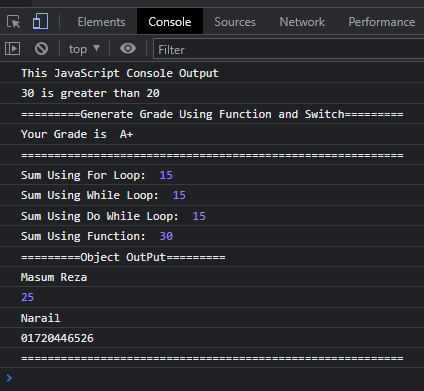 Elements Console Sources Network Performance
top Filter
This JavaScript Console Output
30 is greater than 20
=========Generate Grade Using Function and Switch=========
Your Grade is  A+
===========================================================
Sum Using For Loop:  15
Sum Using While Loop:  15
Sum Using Do While Loop:  15
Sum Using Function:  30
=========Object OutPut=========
Masum Reza
25
Narail
01720446526
===========================================================
>